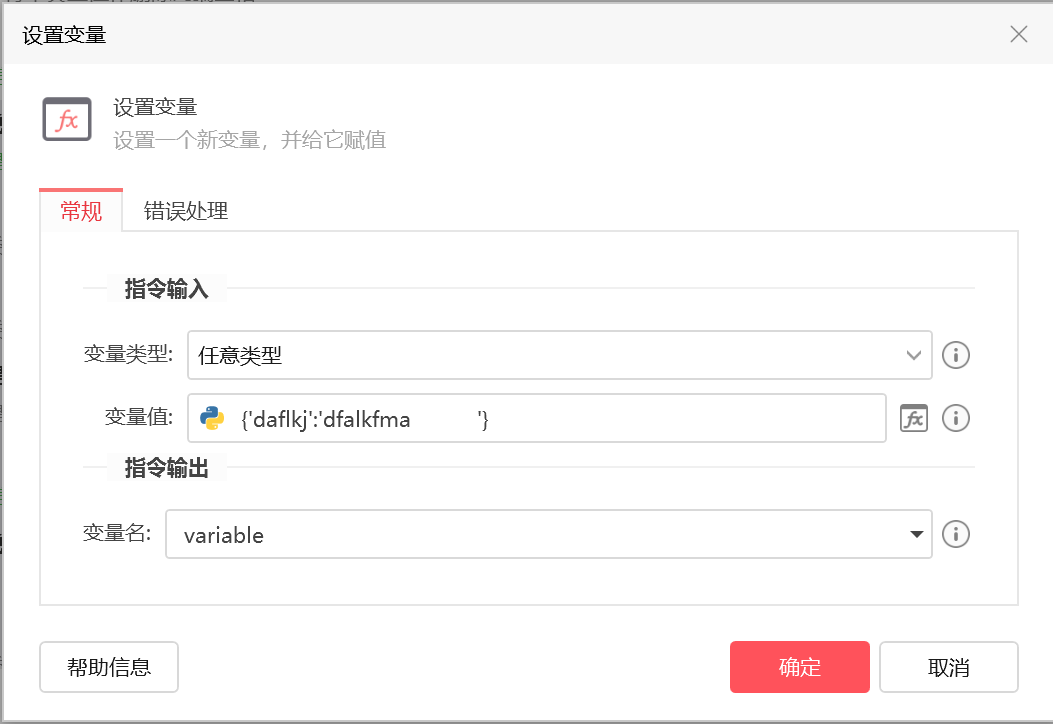 设置变量
fx
设置变量
设置一个新变量，并给它赋值
常规 错误处理
指令输入
变量类型: 任意类型
变量值: {'daflkj':'dfalkfma          '} fx
指令输出
变量名: variable
帮助信息 确定 取消